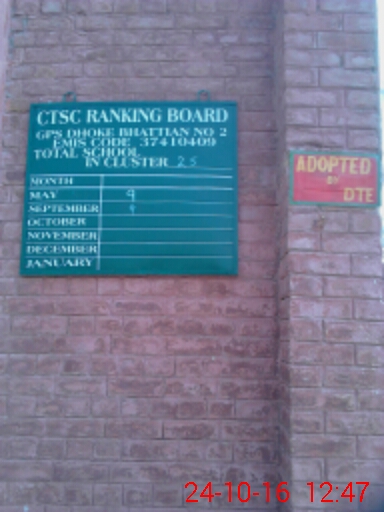 CTSC RANKING BOARD
GPS DHOKE BHATTIAN NO 2
EMIS CODE 37410409
TOTAL SCHOOL
IN CLUSTER 25
MONTH
MAY 9
SEPTEMBER 9
OCTOBER
NOVEMBER
DECEMBER
JANUARY
ADOPTED
BY
DTE
24-10-16 12:47